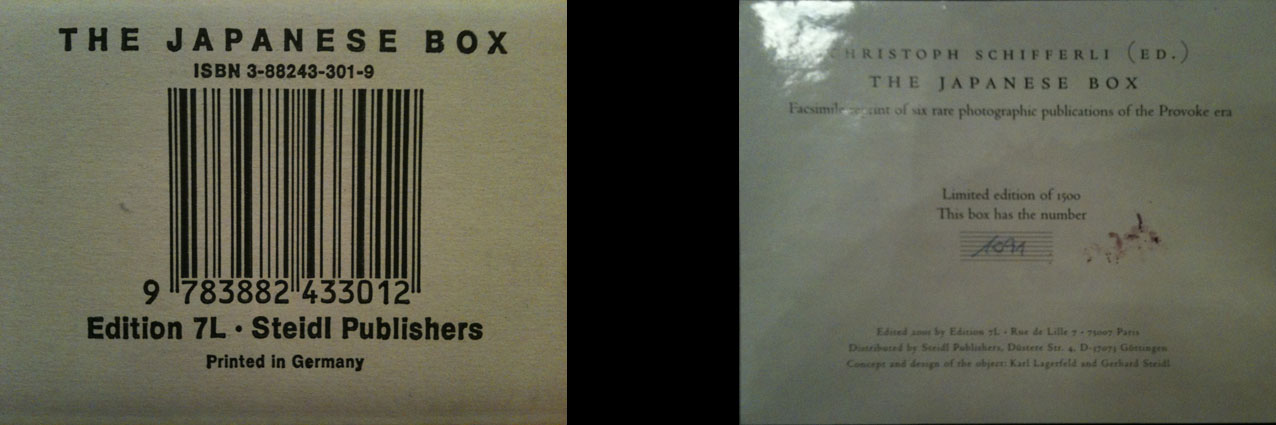 THE JAPANESE BOX
ISBN 3-88243-301-9
9 783882 433012
Edition 7L · Steidl Publishers
Printed in Germany
CHRISTOPH SCHIFFERLI (ED.)
THE JAPANESE BOX
Facsimile reprint of six rare photographic publications of the Provoke era
Limited edition of 1500
This box has the number
1091
Edited 2001 by Edition 7L · Rue de Lille 7 · 75007 Paris
Distributed by Steidl Publishers, Düstere Str. 4, D-37073 Göttingen
Concept and design of the object: Karl Lagerfeld and Gerhard Steidl